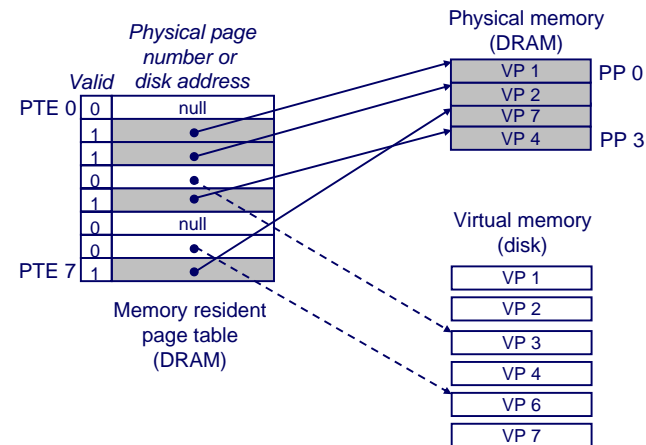 Physical page
number or
disk address
Valid
PTE 0
0
null
1
1
0
1
0
null
0
PTE 7
1
Memory resident
page table
(DRAM)
Physical memory
(DRAM)
VP 1
PP 0
VP 2
VP 7
VP 4
PP 3
Virtual memory
(disk)
VP 1
VP 2
VP 3
VP 4
VP 6
VP 7